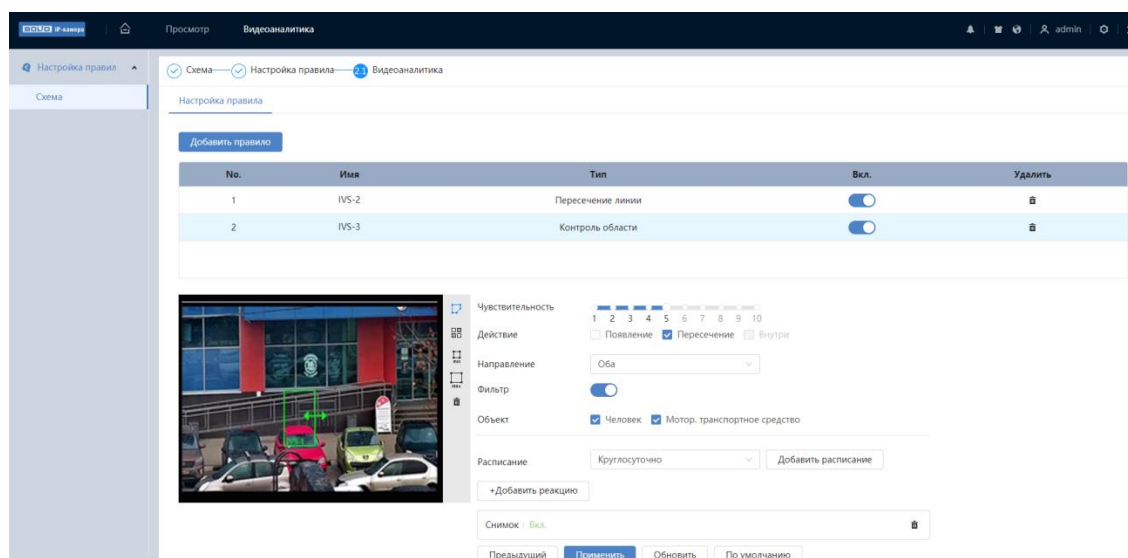 BOLID IP-камера Просмотр Видеоаналитика admin
Настройка правил
Схема
Схема Настройка правила 2.1 Видеоаналитика
Настройка правила
Добавить правило
No. Имя Тип Вкл. Удалить
1 IVS-2 Пересечение линии
2 IVS-3 Контроль области
Чувствительность
1 2 3 4 5 6 7 8 9 10
Действие Появление Пересечение Внутри
Направление Оба
Фильтр
Объект Человек Мотор. транспортное средство
Расписание Круглосуточно Добавить расписание
+Добавить реакцию
Снимок : Вкл.
Предыдущий Применить Обновить По умолчанию